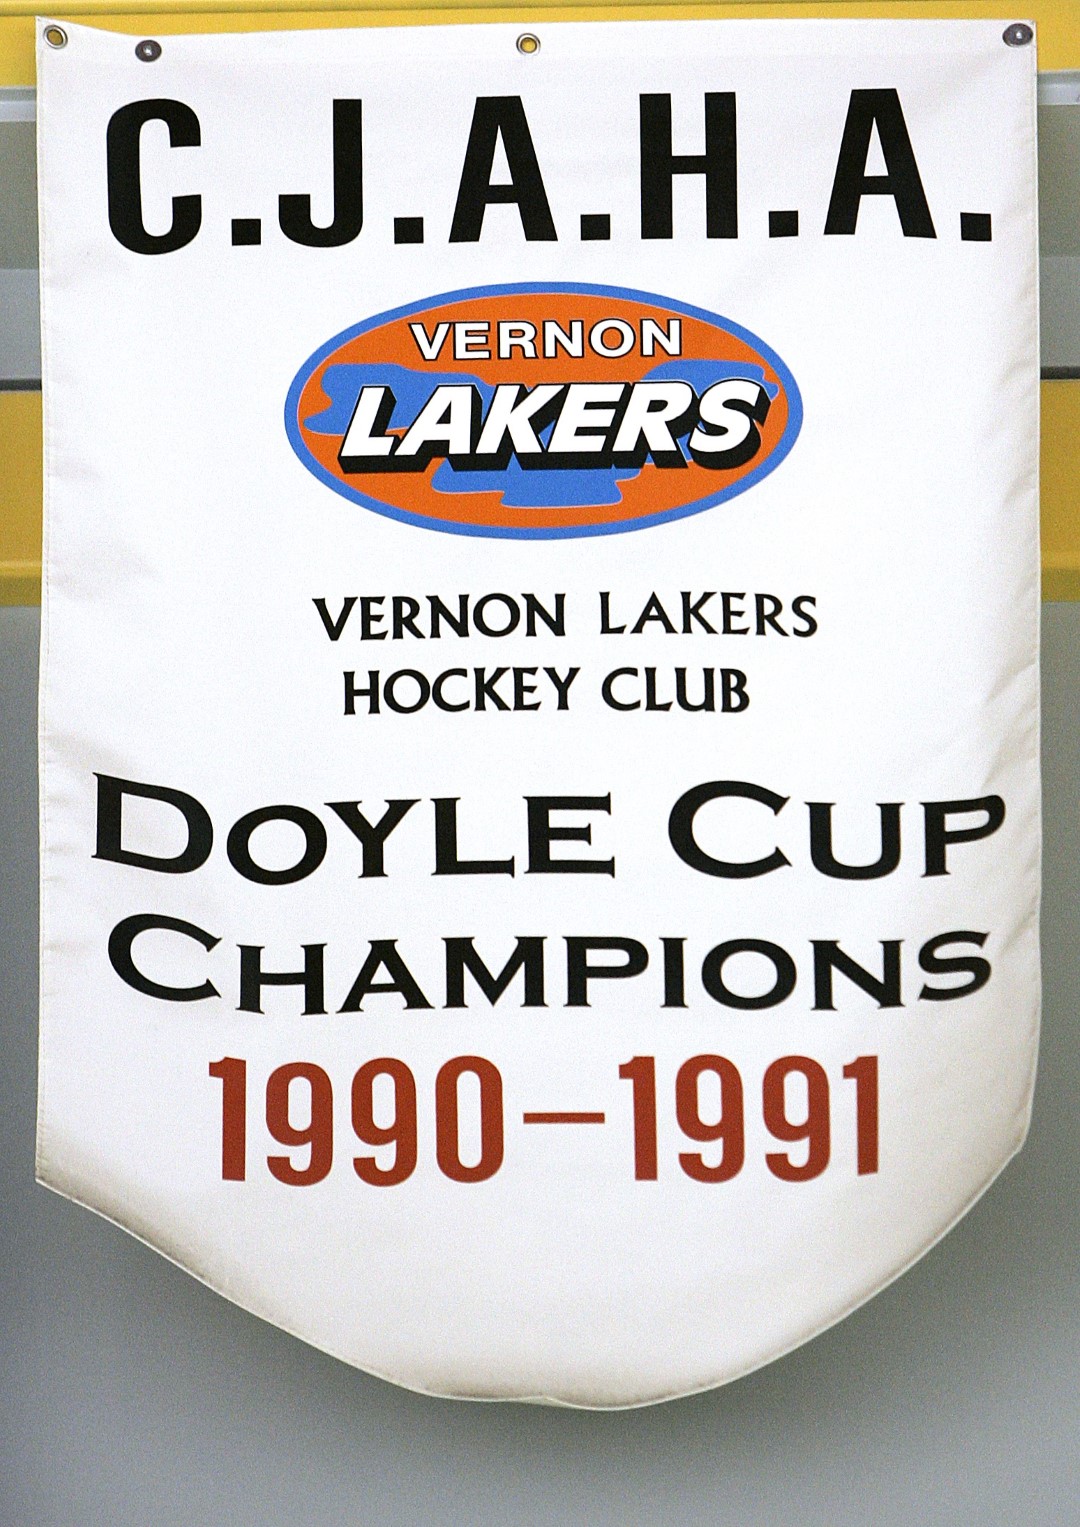 C.J.A.H.A.
VERNON
LAKERS
VERNON LAKERS
HOCKEY CLUB
DOYLE CUP
CHAMPIONS
1990–1991